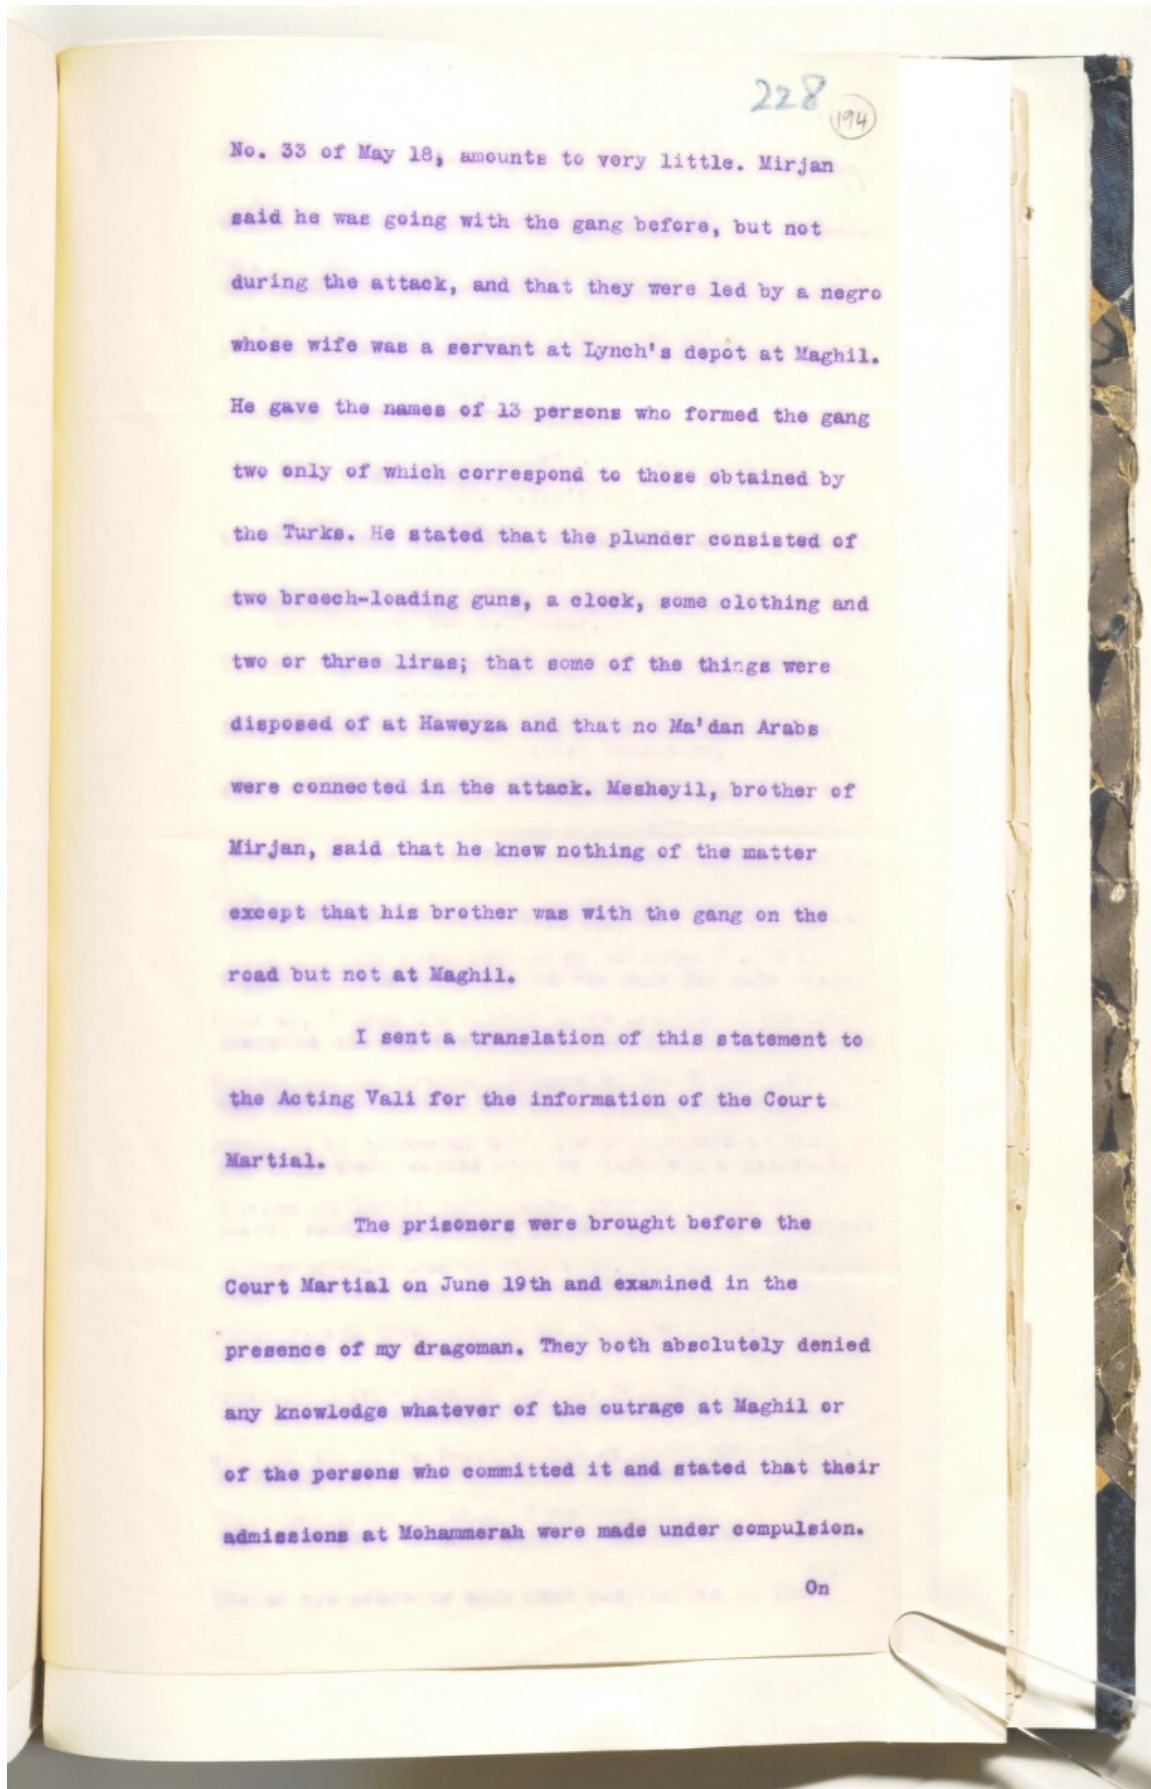 228
194
No. 33 of May 18, amounts to very little. Mirjan
said he was going with the gang before, but not
during the attack, and that they were led by a negro
whose wife was a servant at Lynch's depôt at Maghil.
He gave the names of 13 persons who formed the gang
two only of which correspond to those obtained by
the Turks. He stated that the plunder consisted of
two breech-loading guns, a clock, some clothing and
two or three liras; that some of the things were
disposed of at Haweyza and that no Ma'dan Arabs
were connected in the attack. Mesheyil, brother of
Mirjan, said that he knew nothing of the matter
except that his brother was with the gang on the
road but not at Maghil.
I sent a translation of this statement to
the Acting Vali for the information of the Court
Martial.
The prisoners were brought before the
Court Martial on June 19th and examined in the
presence of my dragoman. They both absolutely denied
any knowledge whatever of the outrage at Maghil or
of the persons who committed it and stated that their
admissions at Mohammerah were made under compulsion.
On